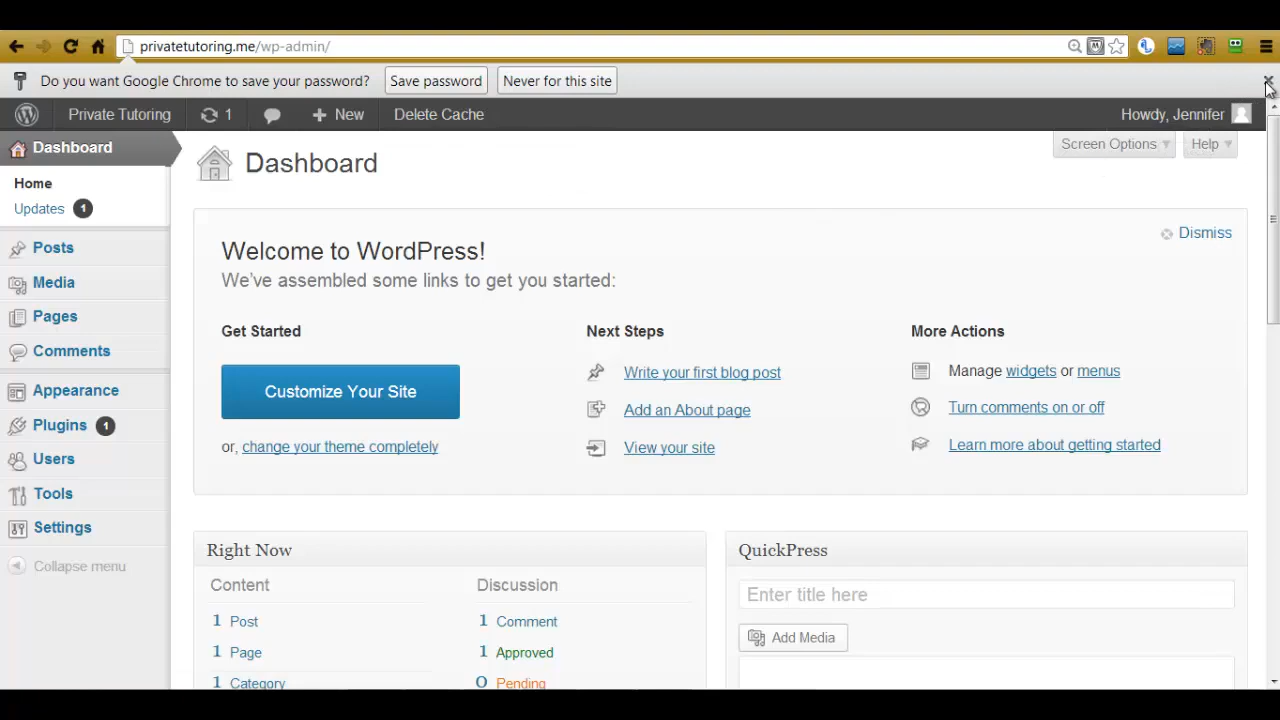 privatetutoring.me/wp-admin/
Do you want Google Chrome to save your password? Save password Never for this site
Private Tutoring 1 New Delete Cache Howdy, Jennifer
Dashboard
Home
Updates 1
Posts
Media
Pages
Comments
Appearance
Plugins 1
Users
Tools
Settings
Collapse menu
Screen Options Help
Dashboard
Dismiss
Welcome to WordPress!
We've assembled some links to get you started:
Get Started
Customize Your Site
or, change your theme completely
Next Steps
Write your first blog post
Add an About page
View your site
More Actions
Manage widgets or menus
Turn comments on or off
Learn more about getting started
Right Now
Content
1 Post
1 Page
1 Category
Discussion
1 Comment
1 Approved
0 Pending
QuickPress
Enter title here
Add Media